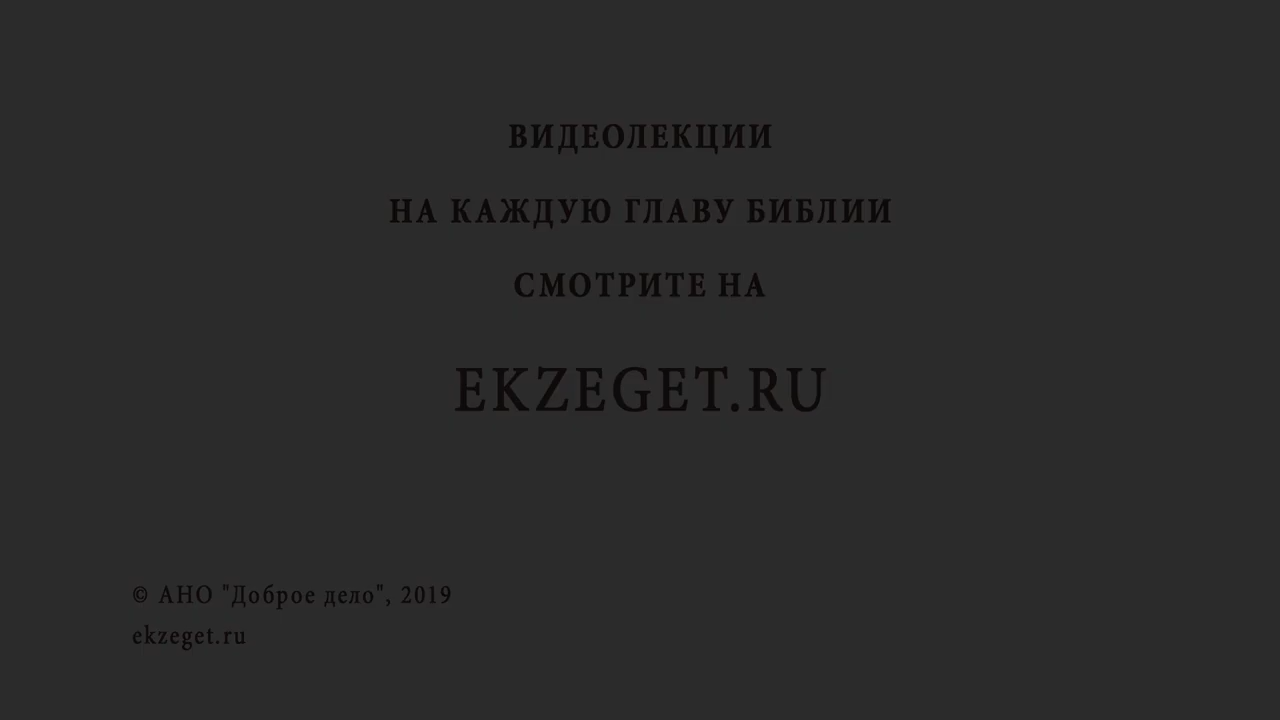 ВИДЕОЛЕКЦИИ
НА КАЖДУЮ ГЛАВУ БИБЛИИ
СМОТРИТЕ НА
EKZEGET.RU
© АНО "Доброе дело", 2019
ekzeget.ru